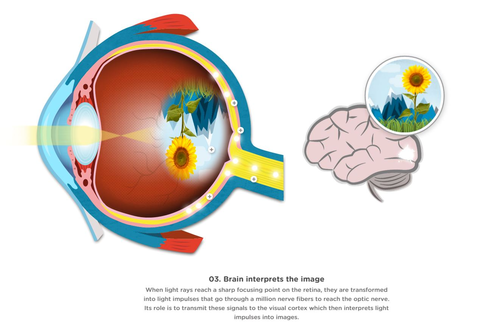 03. Brain interprets the image
When light rays reach a sharp focusing point on the retina, they are transformed
into light impulses that go through a million nerve fibers to reach the optic nerve.
Its role is to transmit these signals to the visual cortex which then interprets light
impulses into images.